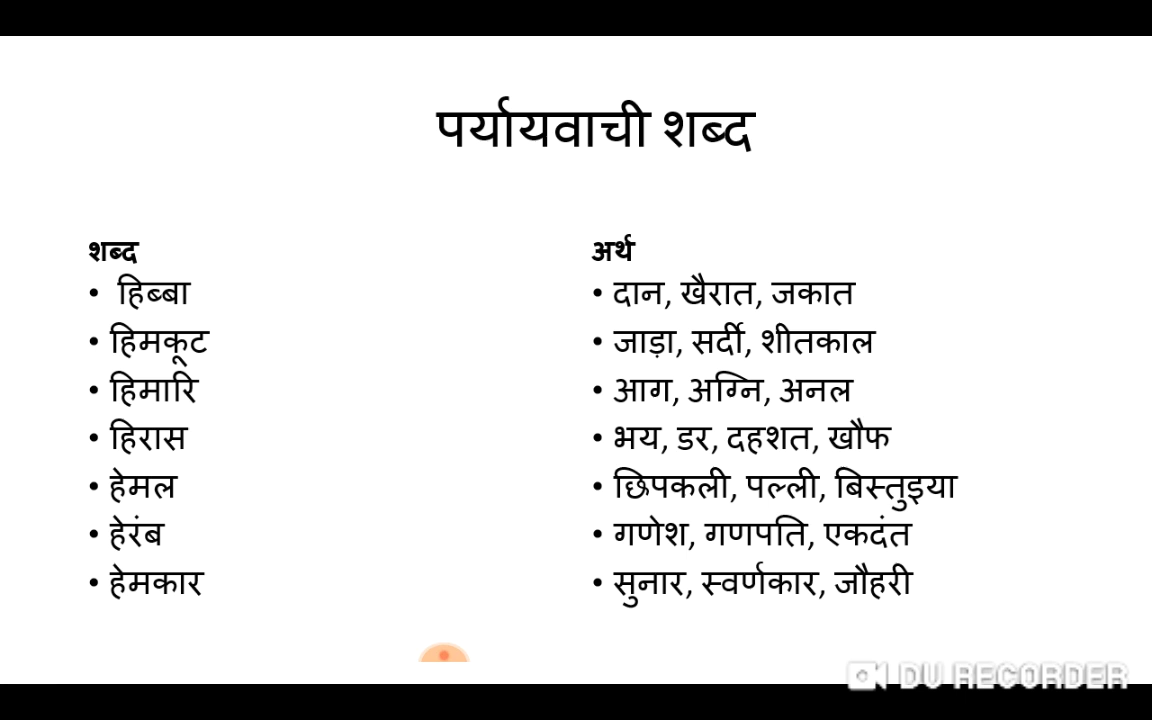 पर्यायवाची शब्द
शब्द
• हिब्बा
• हिमकूट
• हिमारि
• हिरास
• हेमल
• हेरंब
• हेमकार
अर्थ
• दान, खैरात, जकात
• जाड़ा, सर्दी, शीतकाल
• आग, अग्नि, अनल
• भय, डर, दहशत, खौफ
• छिपकली, पल्ली, बिस्तुइया
• गणेश, गणपति, एकदंत
• सुनार, स्वर्णकार, जौहरी
DU RECORDER